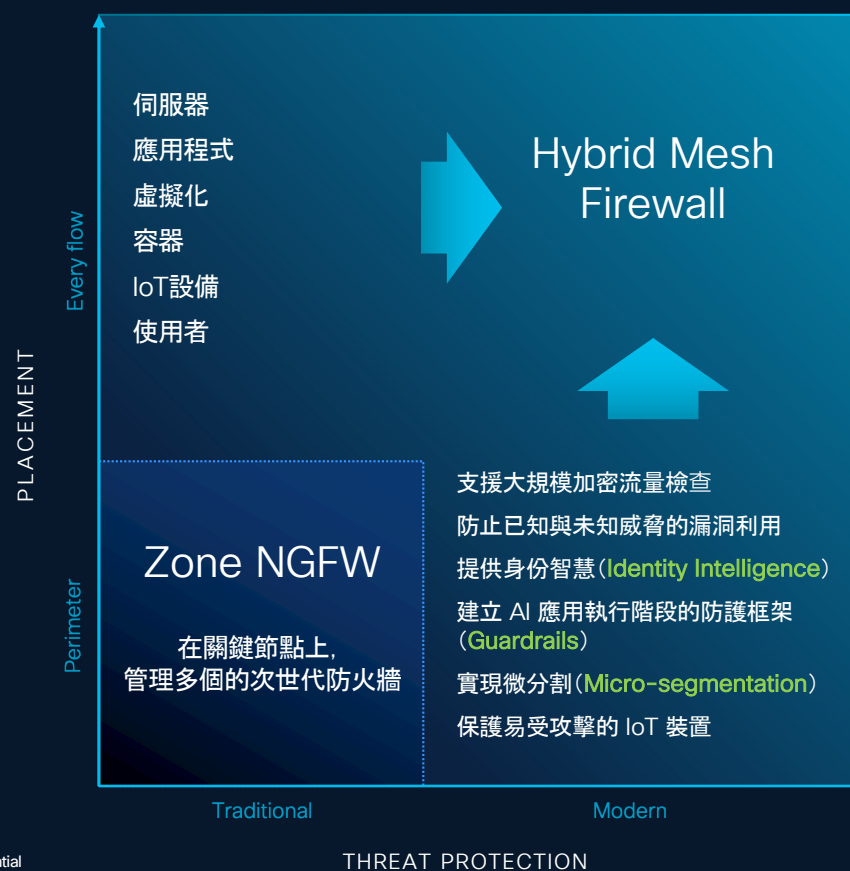 伺服器
應用程式
虛擬化
容器
IoT設備
使用者
Hybrid Mesh
Firewall
Every flow
PLACEMENT
Perimeter
Zone NGFW
在關鍵節點上,
管理多個的次世代防火牆
支援大規模加密流量檢查
防止已知與未知威脅的漏洞利用
提供身份智慧(Identity Intelligence)
建立 AI 應用執行階段的防護框架
(Guardrails)
實現微分割(Micro-segmentation)
保護易受攻擊的 IoT 裝置
Traditional
Modern
THREAT PROTECTION